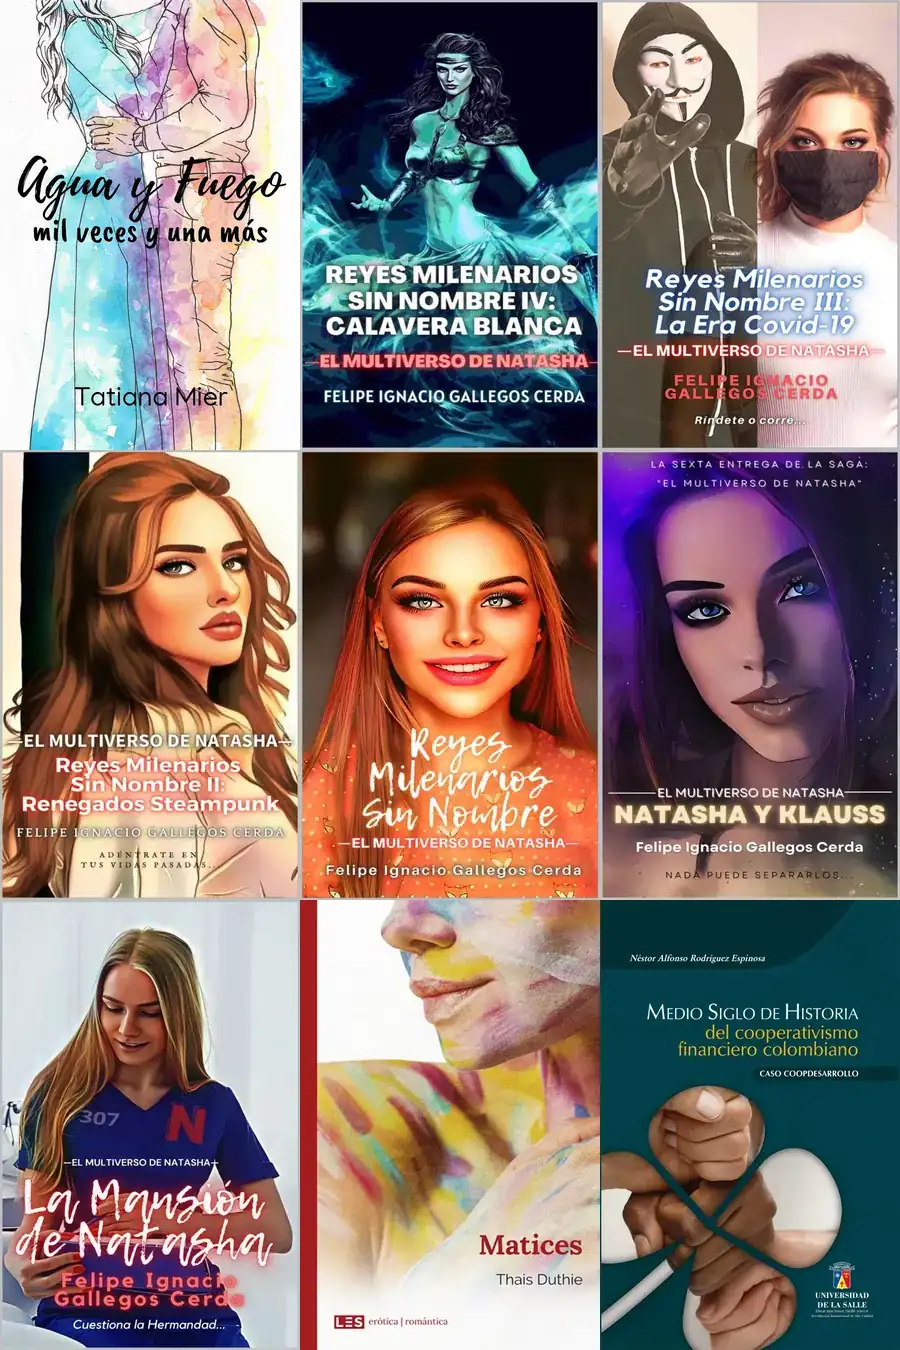 Agua y Fuego
mil veces y una más
Tatiana Mier
REYES MILENARIOS
SIN NOMBRE IV:
CALAVERA BLANCA
—EL MULTIVERSO DE NATASHA—
FELIPE IGNACIO GALLEGOS CERDA
Reyes Milenarios
Sin Nombre III:
La Era Covid-19
—EL MULTIVERSO DE NATASHA—
FELIPE IGNACIO
GALLEGOS CERDA
Ríndete o corre...
—EL MULTIVERSO DE NATASHA—
Reyes Milenarios
Sin Nombre II:
Renegados Steampunk
FELIPE IGNACIO GALLEGOS CERDA
ADÉNTRATE EN
TUS VIDAS PASADAS...
Reyes
Milenarios
Sin Nombre
—EL MULTIVERSO DE NATASHA—
Felipe Ignacio Gallegos Cerda
LA SEXTA ENTREGA DE LA SAGA:
"EL MULTIVERSO DE NATASHA"
—EL MULTIVERSO DE NATASHA—
NATASHA Y KLAUSS
Felipe Ignacio Gallegos Cerda
NADA PUEDE SEPARARLOS...
307
N
—EL MULTIVERSO DE NATASHA—
La Mansión
de Natasha
Felipe Ignacio
Gallegos Cerda
Cuestiona la Hermandad...
Matices
Thais Duthie
LES erótica | romántica
Néstor Alfonso Rodríguez Espinosa
MEDIO SIGLO DE HISTORIA
del cooperativismo
financiero colombiano
CASO COOPDESARROLLO
UNIVERSIDAD
DE LA SALLE